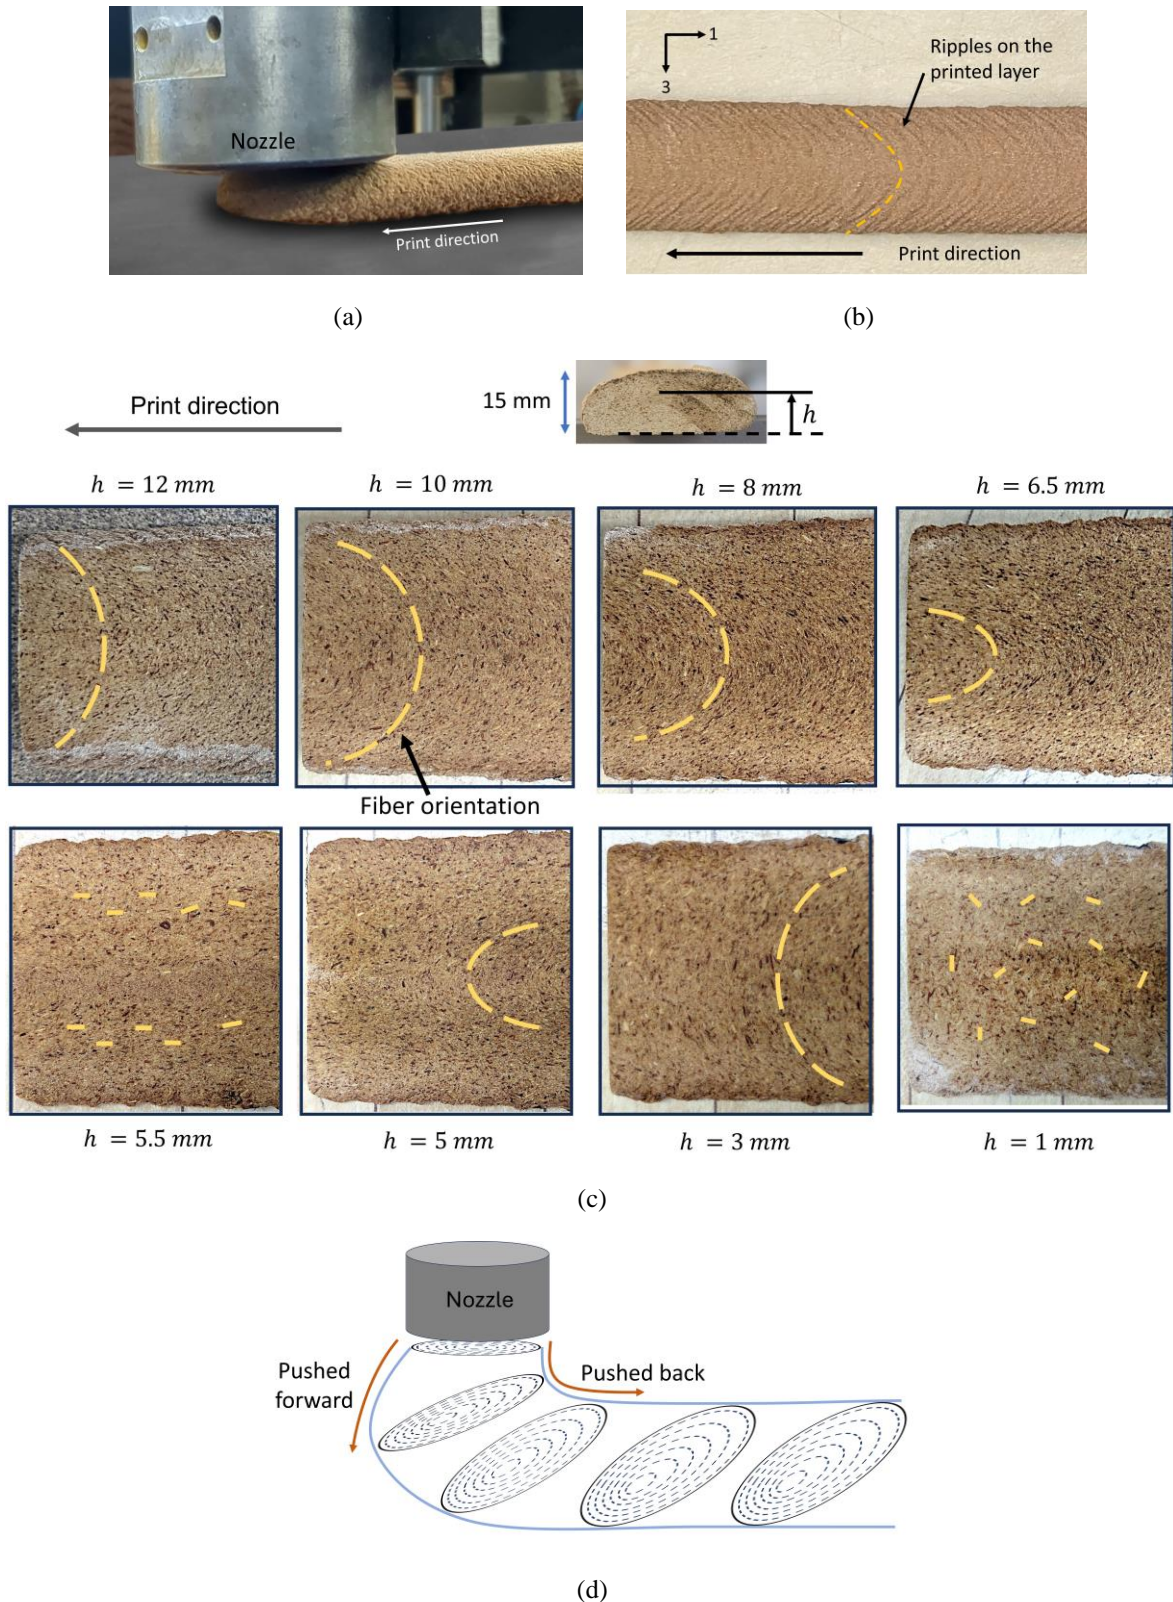 Nozzle
Print direction
(a)
1
3
Ripples on the
printed layer
Print direction
(b)
Print direction
15 mm
h
h = 12 mm
h = 10 mm
h = 8 mm
h = 6.5 mm
Fiber orientation
h = 5.5 mm
h = 5 mm
h = 3 mm
h = 1 mm
(c)
Nozzle
Pushed
forward
Pushed back
(d)